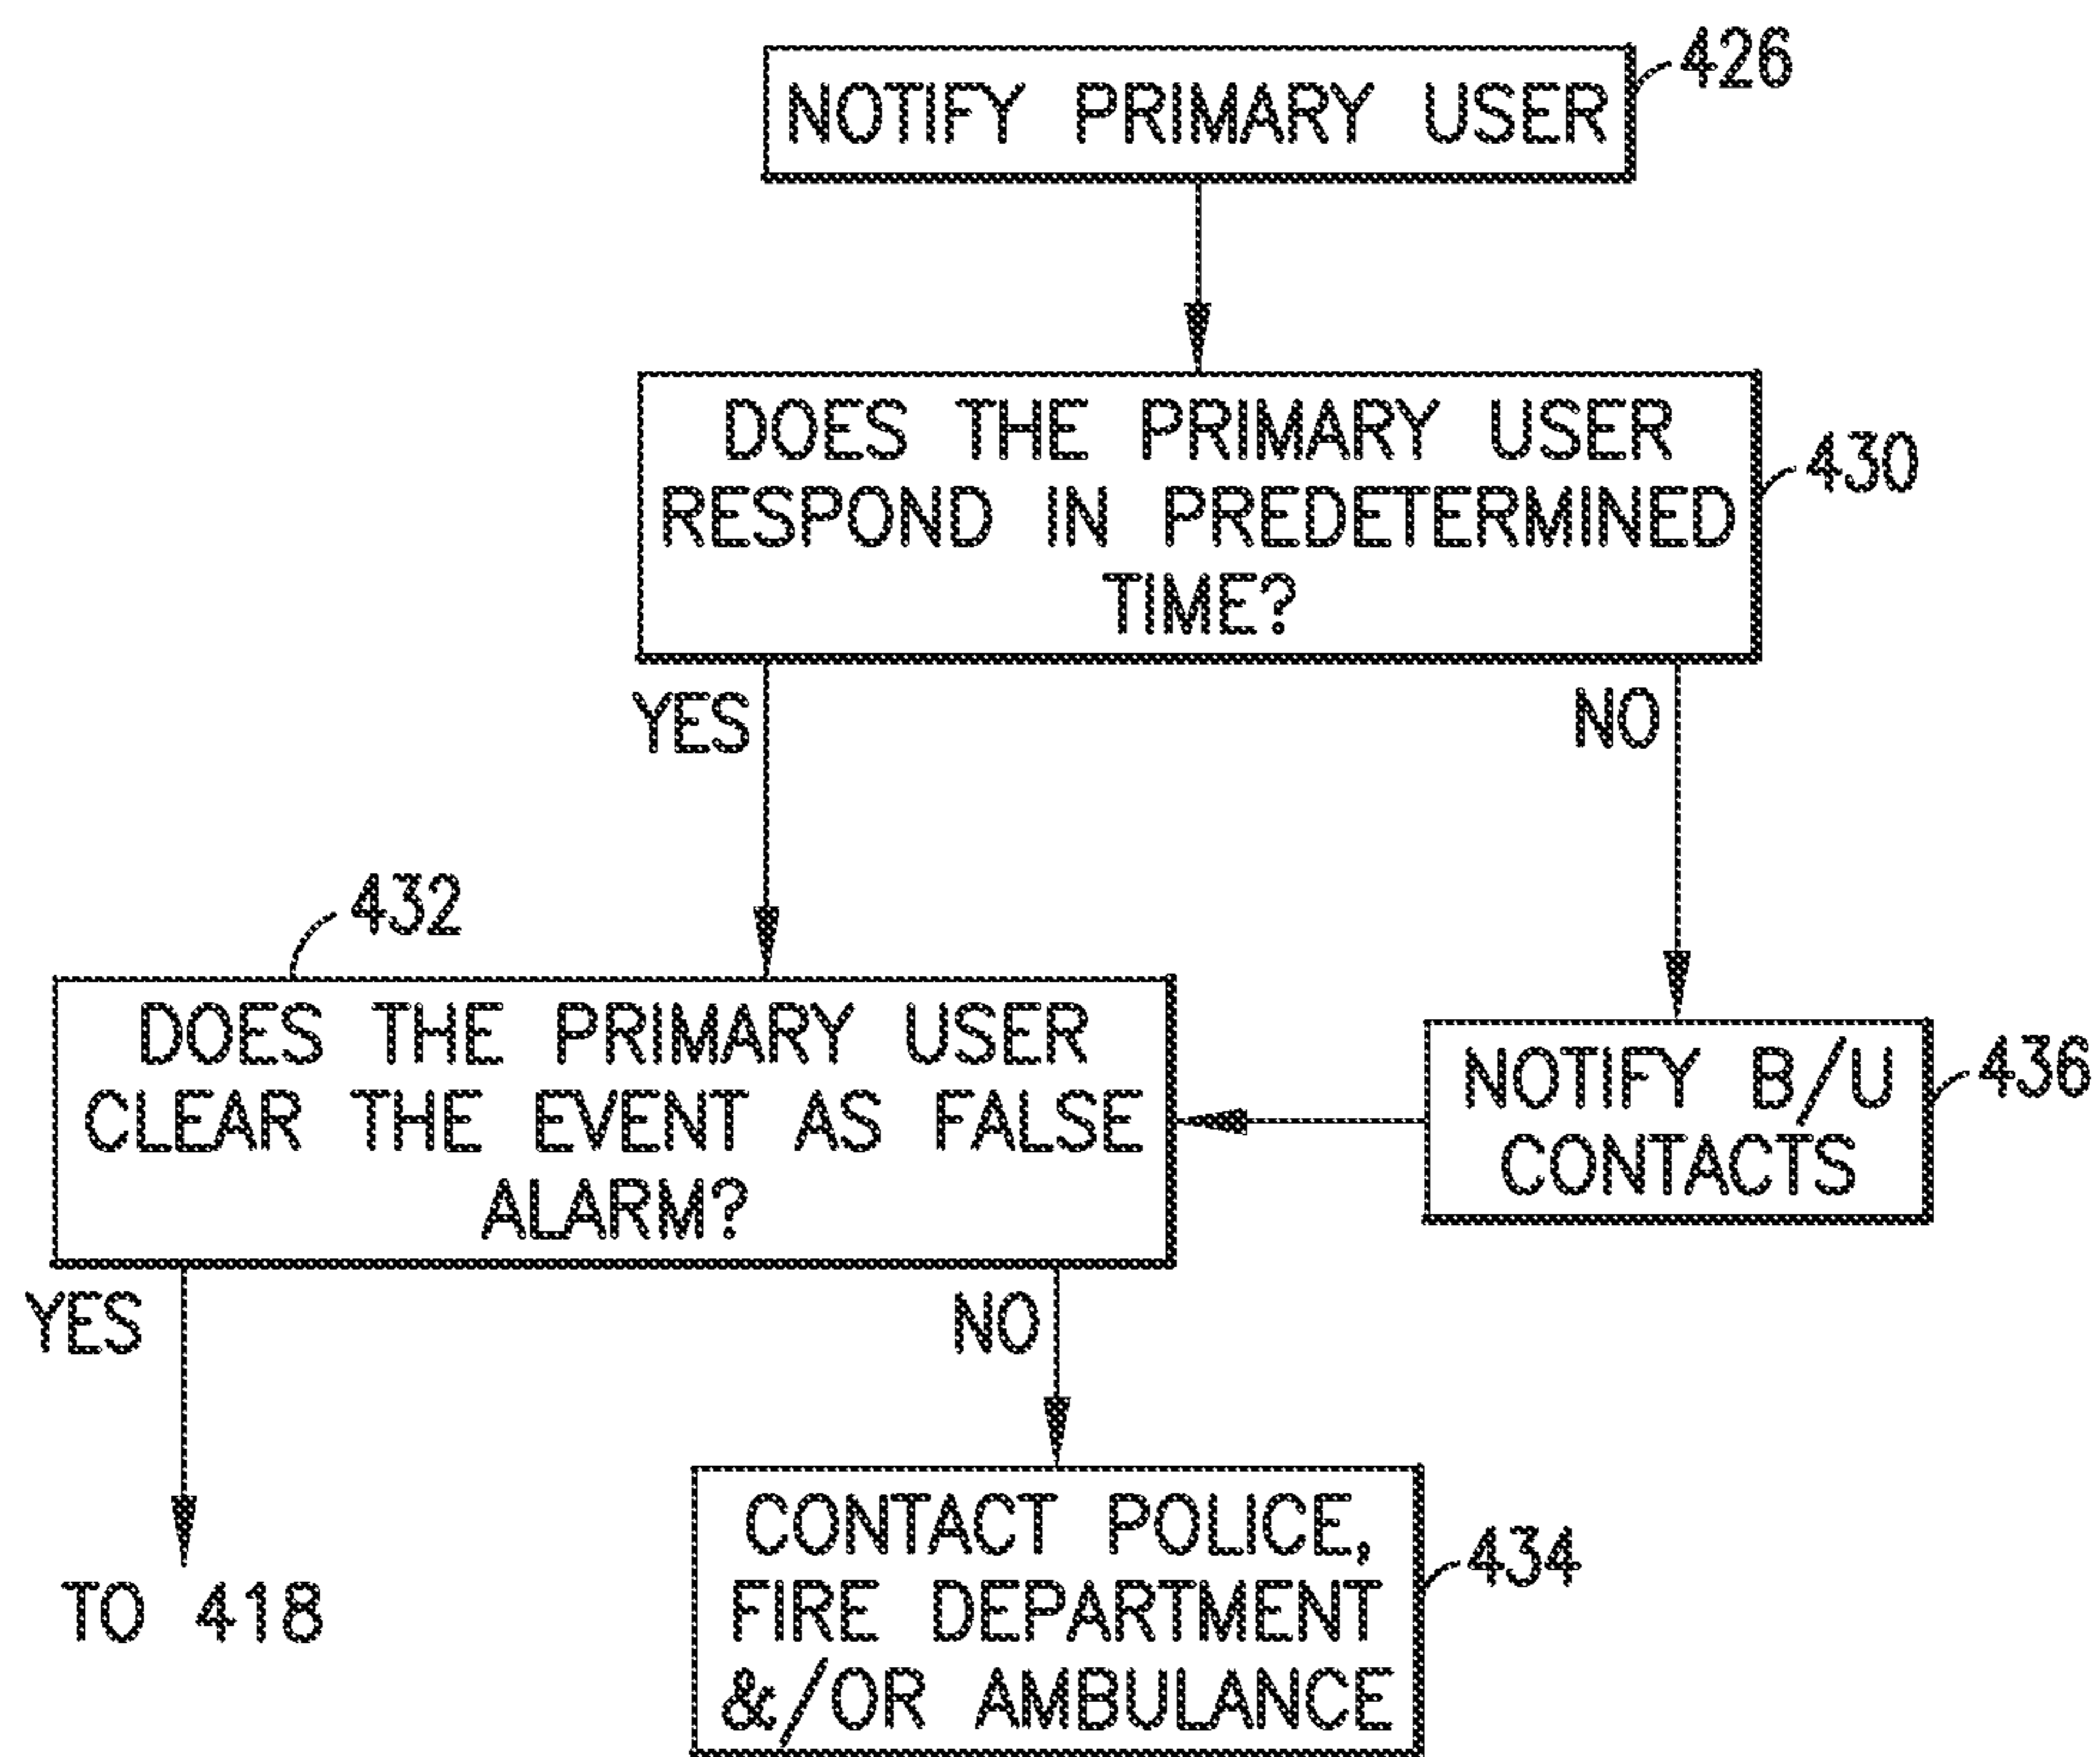 NOTIFY PRIMARY USER
426
DOES THE PRIMARY USER
RESPOND IN PREDETERMINED
TIME?
430
YES
NO
432
DOES THE PRIMARY USER
CLEAR THE EVENT AS FALSE
ALARM?
NOTIFY B/U
CONTACTS
436
YES
NO
TO 418
CONTACT POLICE,
FIRE DEPARTMENT
&/OR AMBULANCE
434